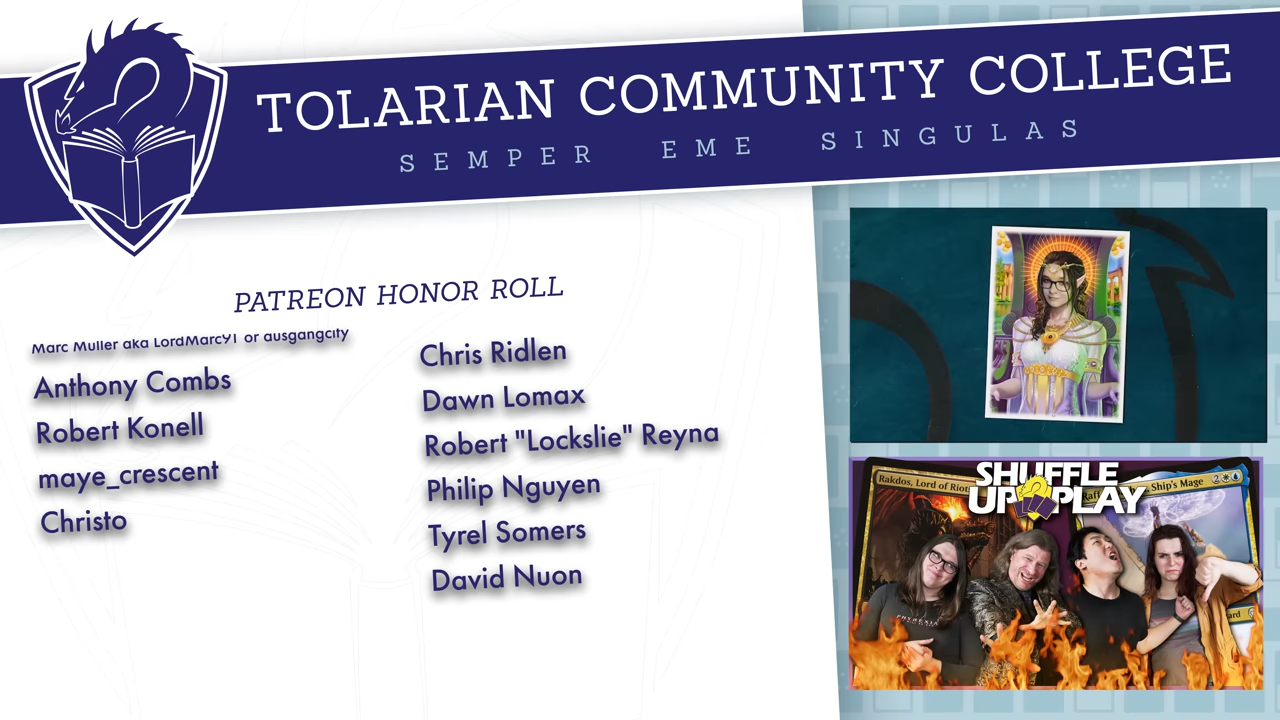 TOLARIAN COMMUNITY COLLEGE
SEMPER EME SINGULAS
PATREON HONOR ROLL
Marc Muller aka LordMarc91 or ausgangcity
Anthony Combs
Robert Konell
maye_crescent
Christo
Chris Ridlen
Dawn Lomax
Robert "Lockslie" Reyna
Philip Nguyen
Tyrel Somers
David Nuon
SHUFFLE
UP PLAY
Rakdos, Lord of Riot
Ship's Mage
2